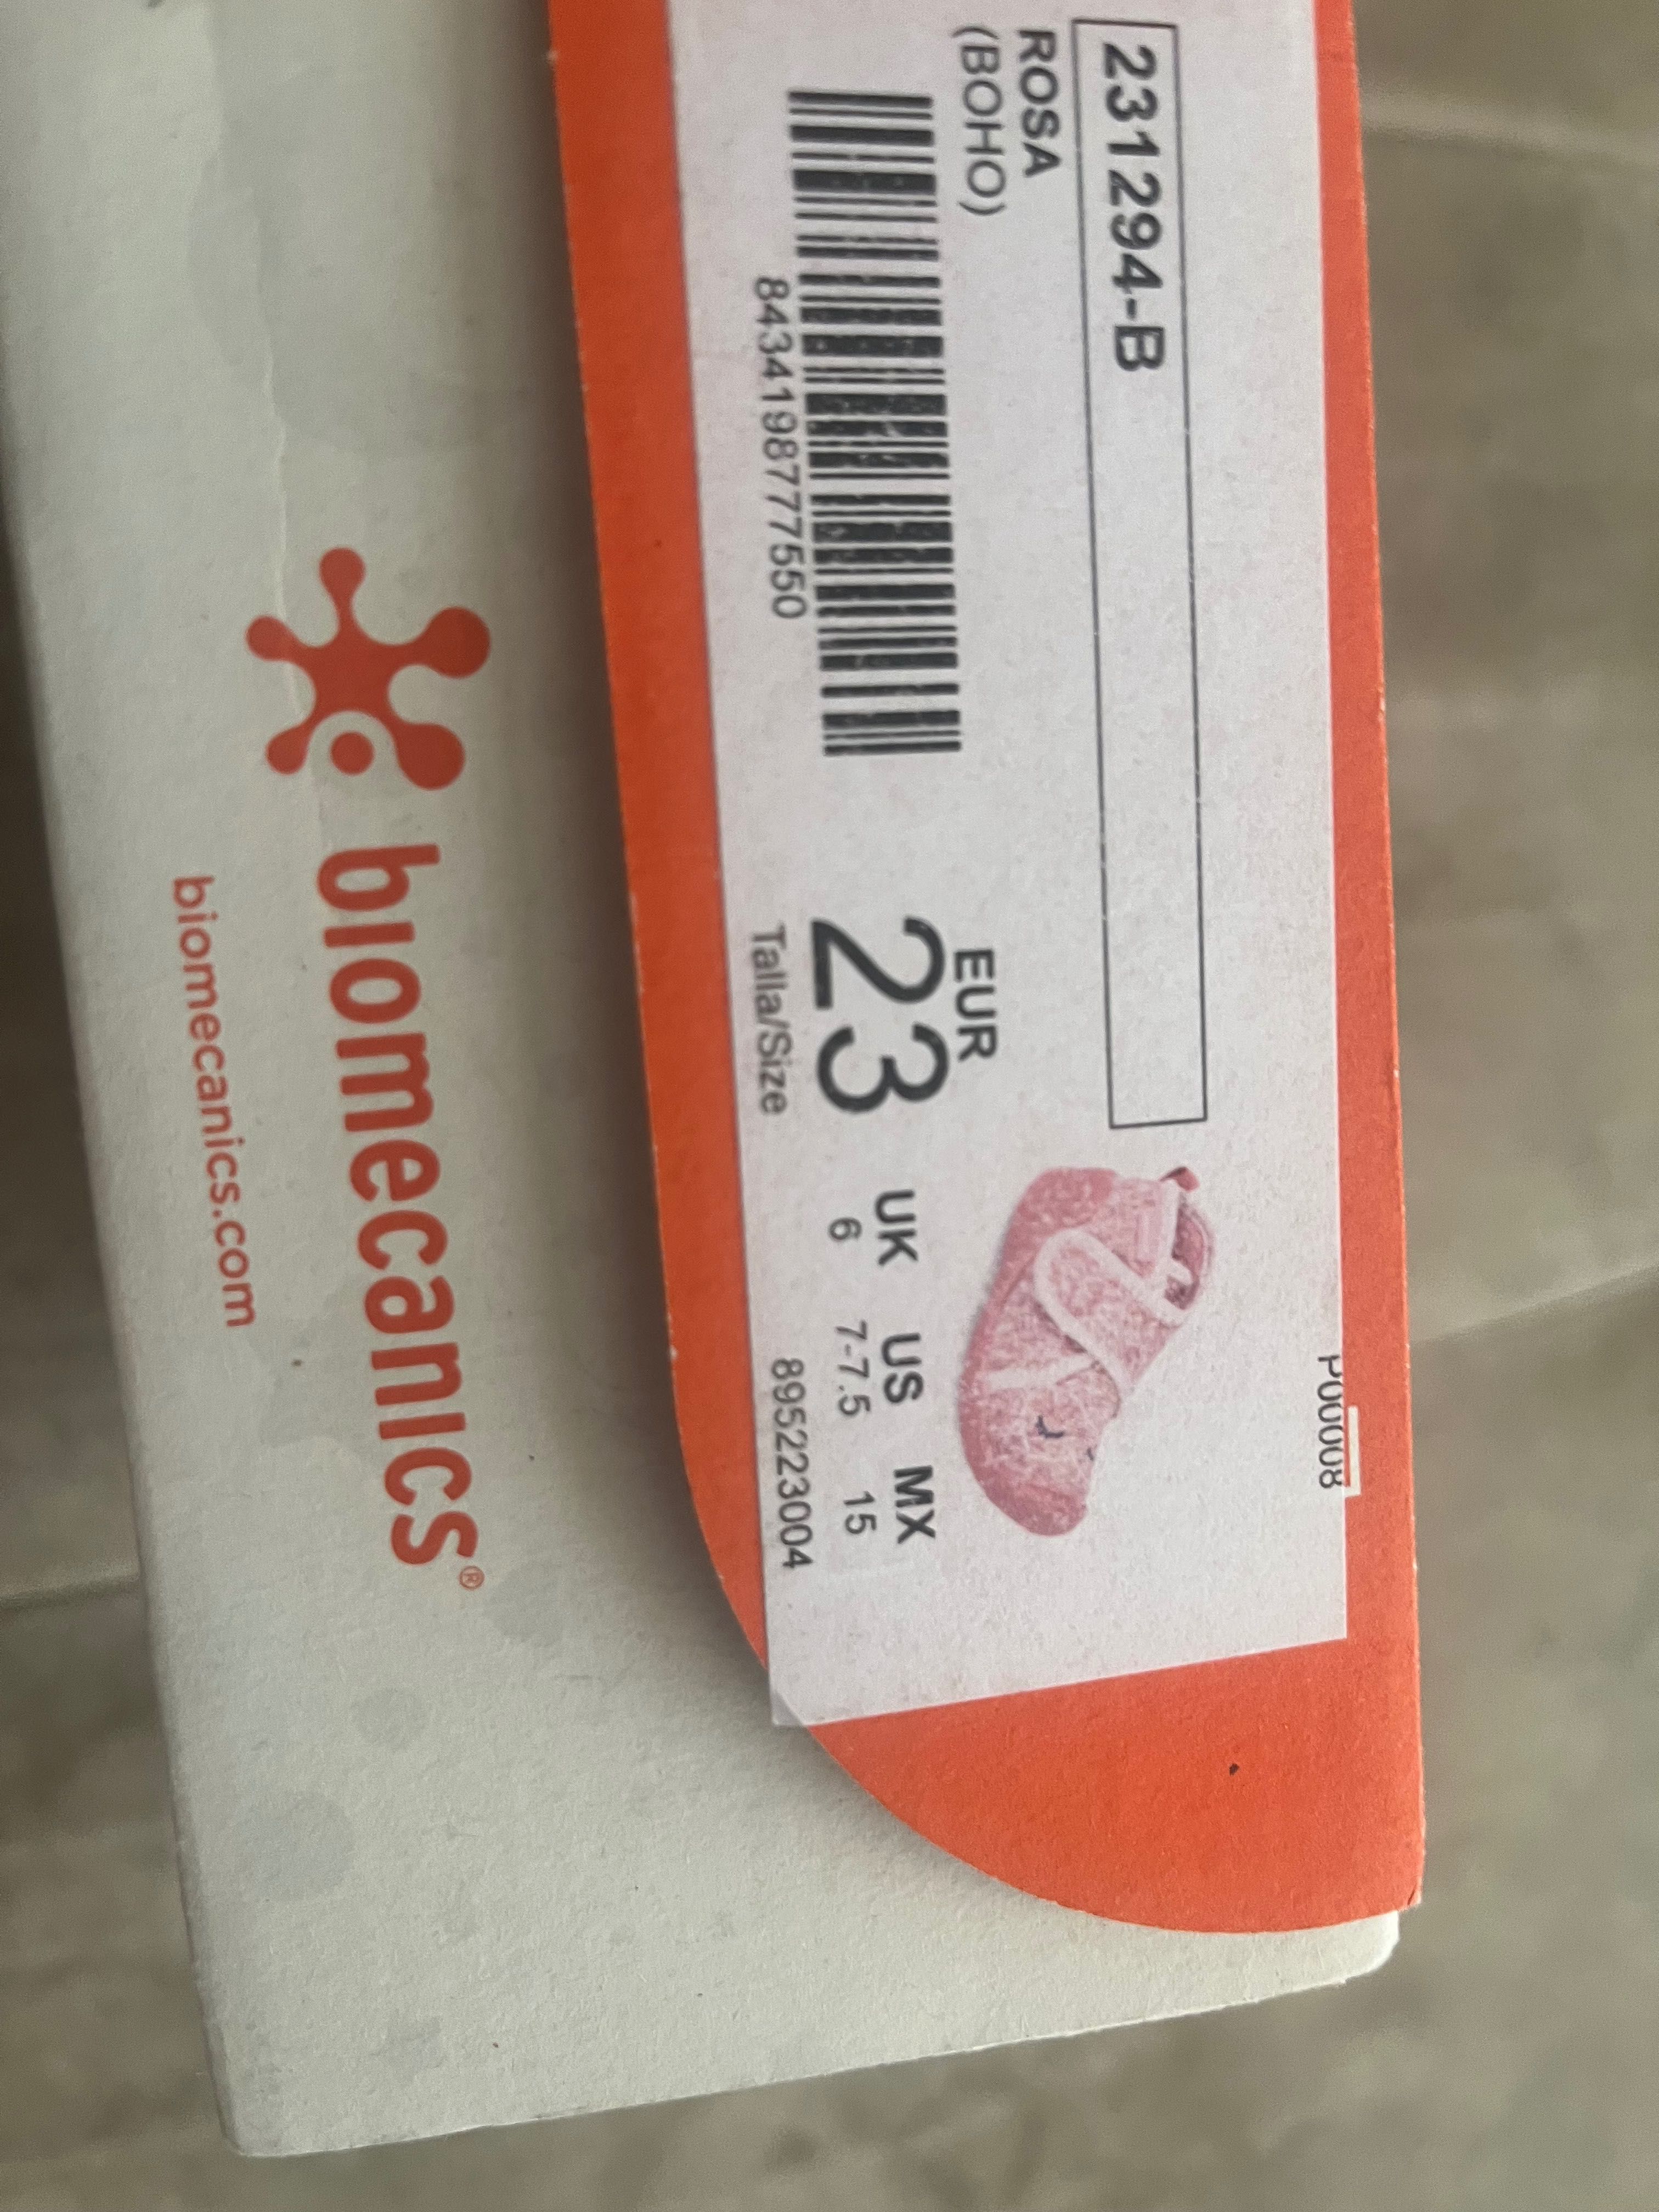 P00008
231294-B
ROSA
(BOHO)
8434198777550
EUR
23
Talla/Size
UK US MX
6 7-7.5 15
895223004
biomecanics®
biomecanics.com